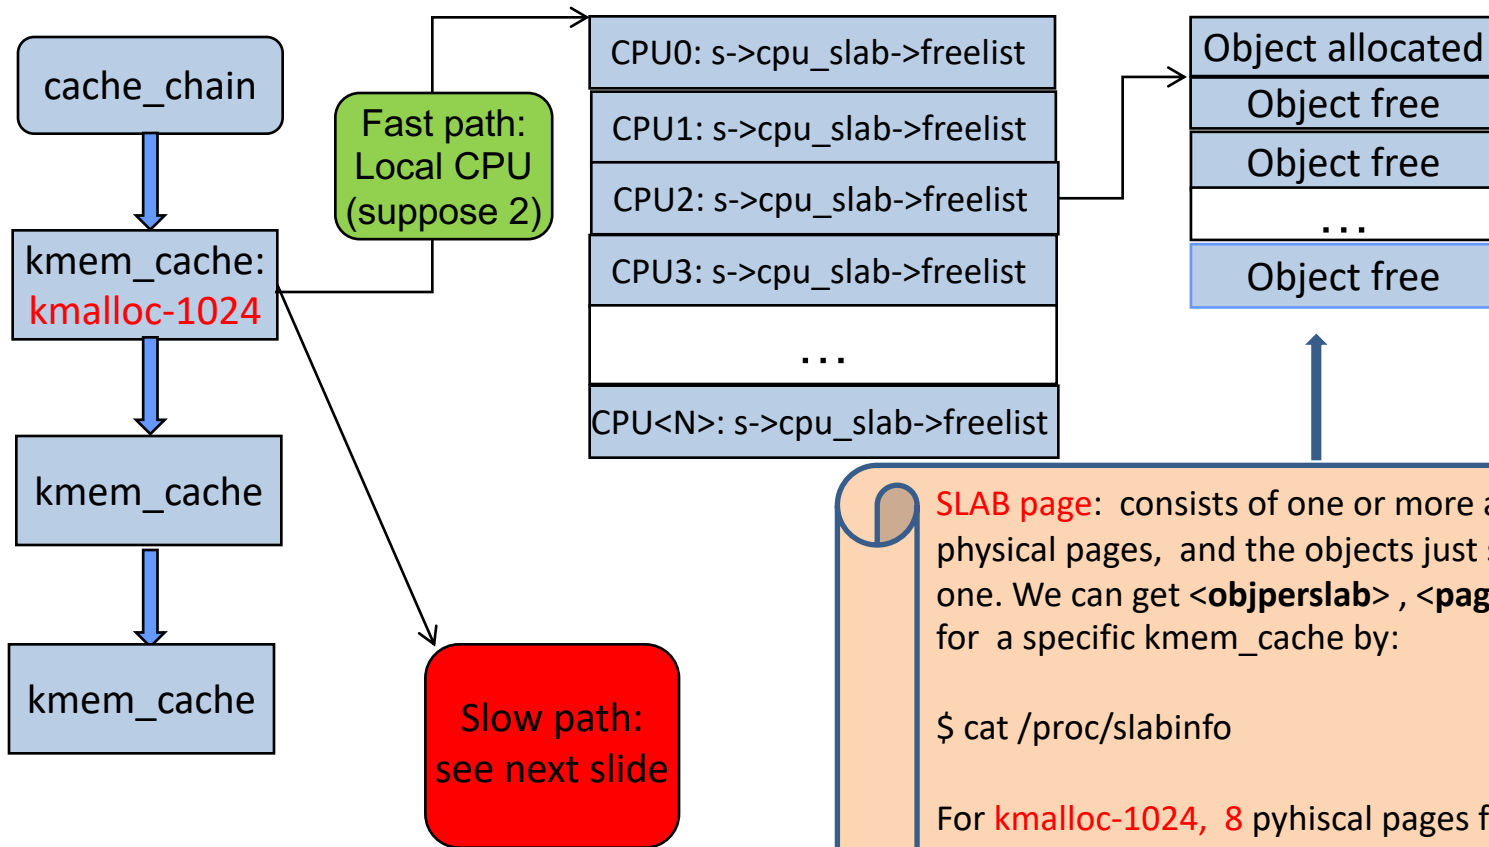 cache_chain
kmem_cache:
kmalloc-1024
kmem_cache
kmem_cache
Fast path:
Local CPU
(suppose 2)
Slow path:
see next slide
CPU0: s->cpu_slab->freelist
CPU1: s->cpu_slab->freelist
CPU2: s->cpu_slab->freelist
CPU3: s->cpu_slab->freelist
...
CPU<N>: s->cpu_slab->freelist
Object allocated
Object free
Object free
...
Object free
SLAB page: consists of one or more
physical pages, and the objects just
one. We can get <objperslab> ,
for a specific kmem_cache by:
$ cat /proc/slabinfo
For kmalloc-1024, 8 pyhiscal pages